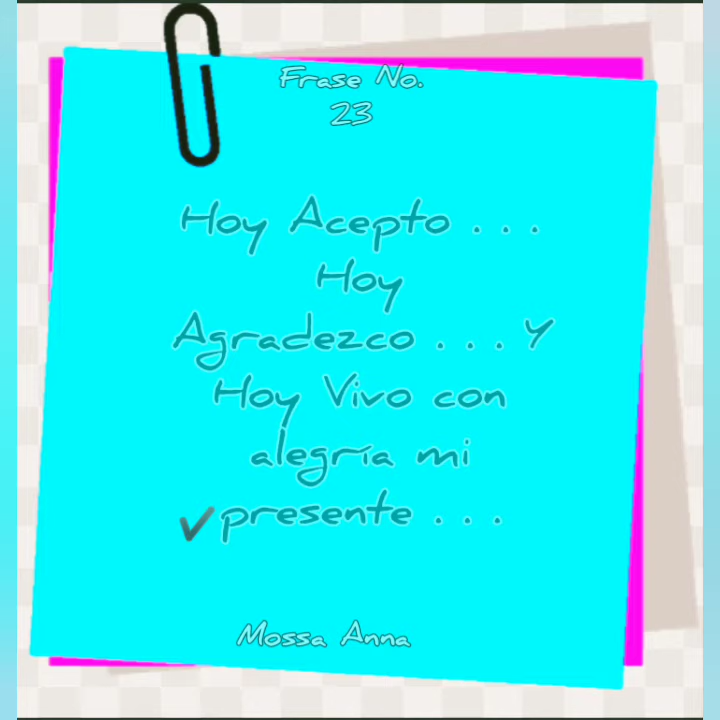 Frase No.
23
Hoy Acepto . . .
Hoy
Agradezco . . . Y
Hoy Vivo con
alegría mi
✔presente . . .
Mossa Anna